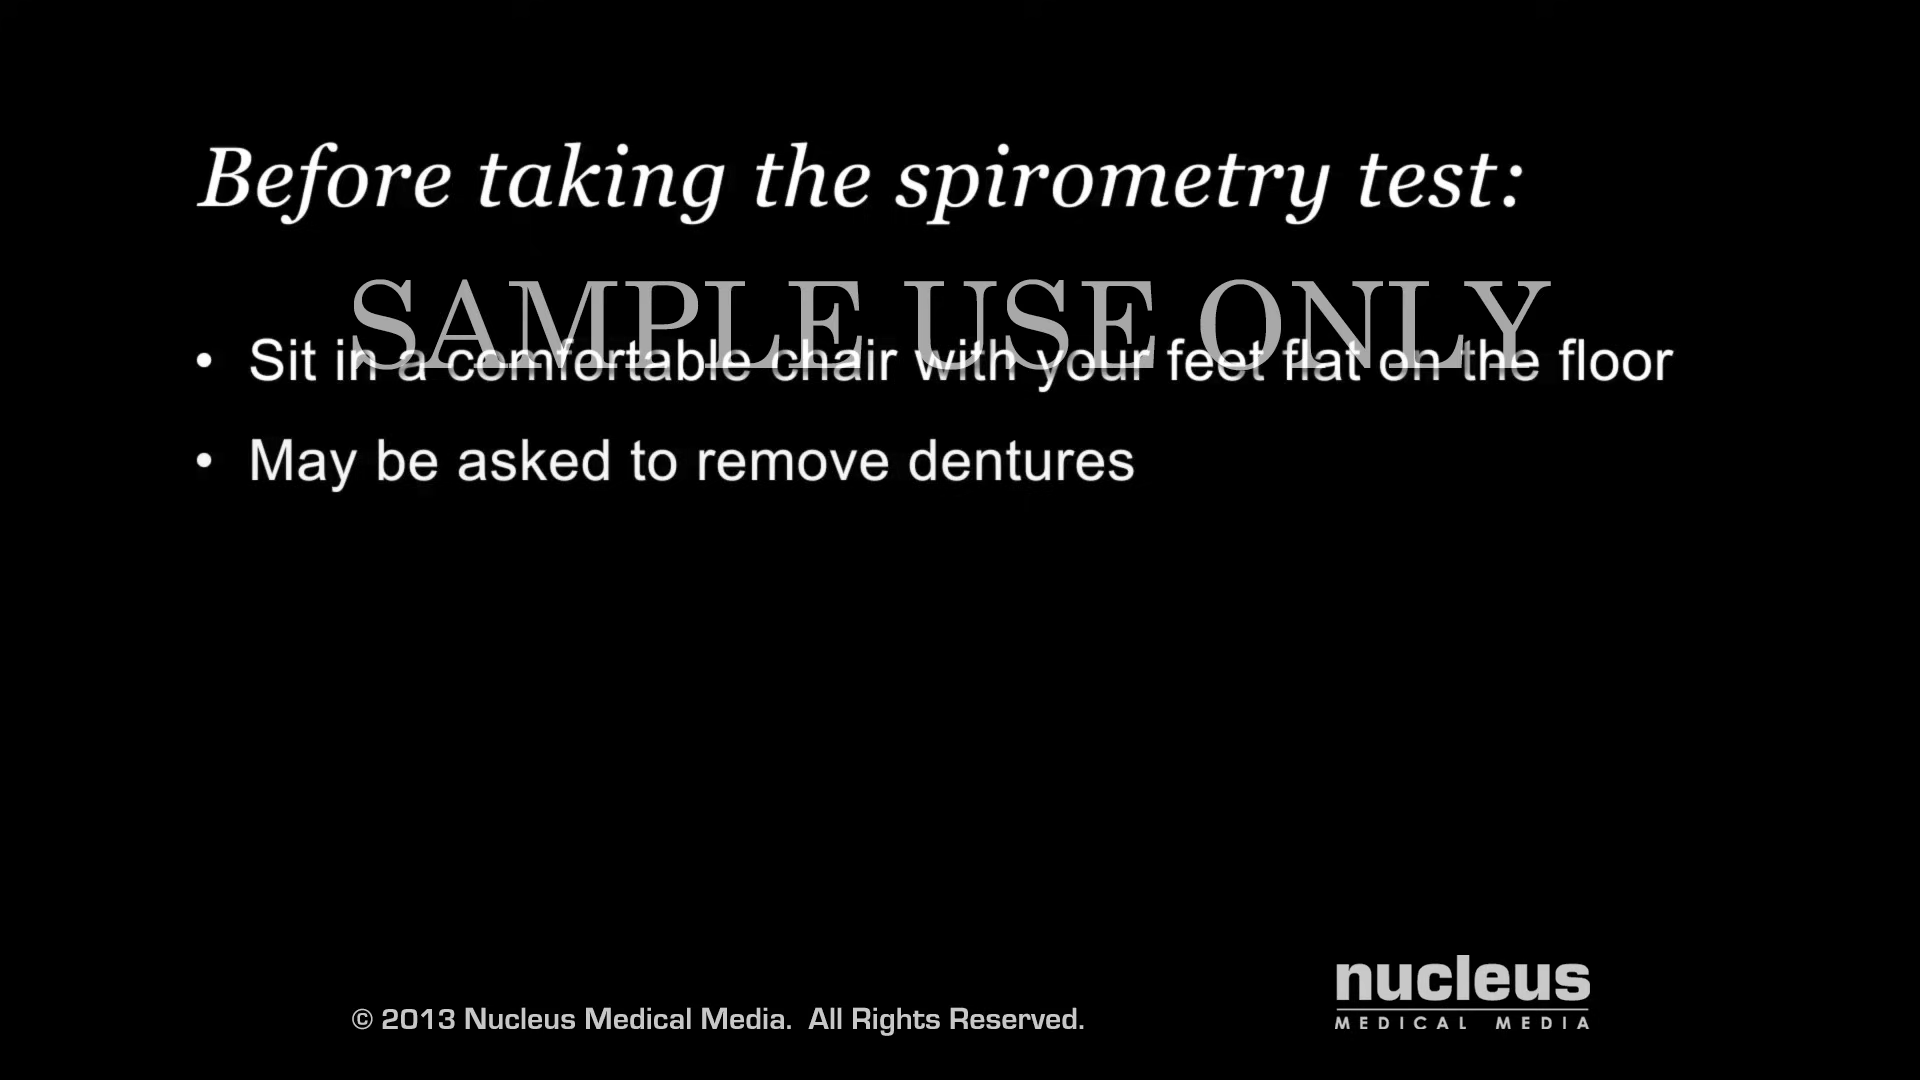 Before taking the spirometry test:
SAMPLE USE ONLY
• Sit in a comfortable chair with your feet flat on the floor
• May be asked to remove dentures
nucleus
MEDICAL MEDIA
© 2013 Nucleus Medical Media. All Rights Reserved.